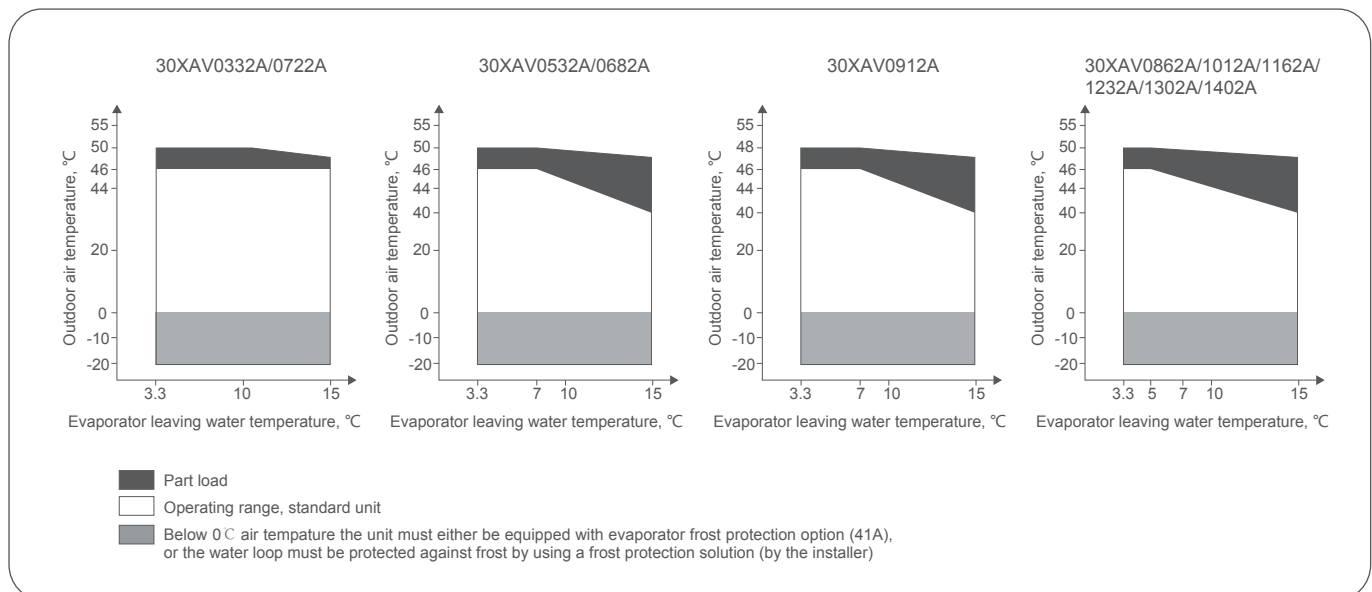 30XAV0332A/0722A
Outdoor air temperature, ℃
55
50
46
44
40
20
0
-10
-20
3.3 10 15
Evaporator leaving water temperature, ℃
30XAV0532A/0682A
Outdoor air temperature, ℃
55
50
46
44
40
20
0
-10
-20
3.3 7 10 15
Evaporator leaving water temperature, ℃
30XAV0912A
Outdoor air temperature, ℃
55
48
46
44
40
20
0
-10
-20
3.3 7 10 15
Evaporator leaving water temperature, ℃
30XAV0862A/1012A/1162A/
1232A/1302A/1402A
Outdoor air temperature, ℃
55
50
46
44
40
20
0
-10
-20
3.3 5 7 10 15
Evaporator leaving water temperature, ℃
Part load
Operating range, standard unit
Below 0℃ air tempature the unit must either be equipped with evaporator frost protection option (41A),
or the water loop must be protected against frost by using a frost protection solution (by the installer)